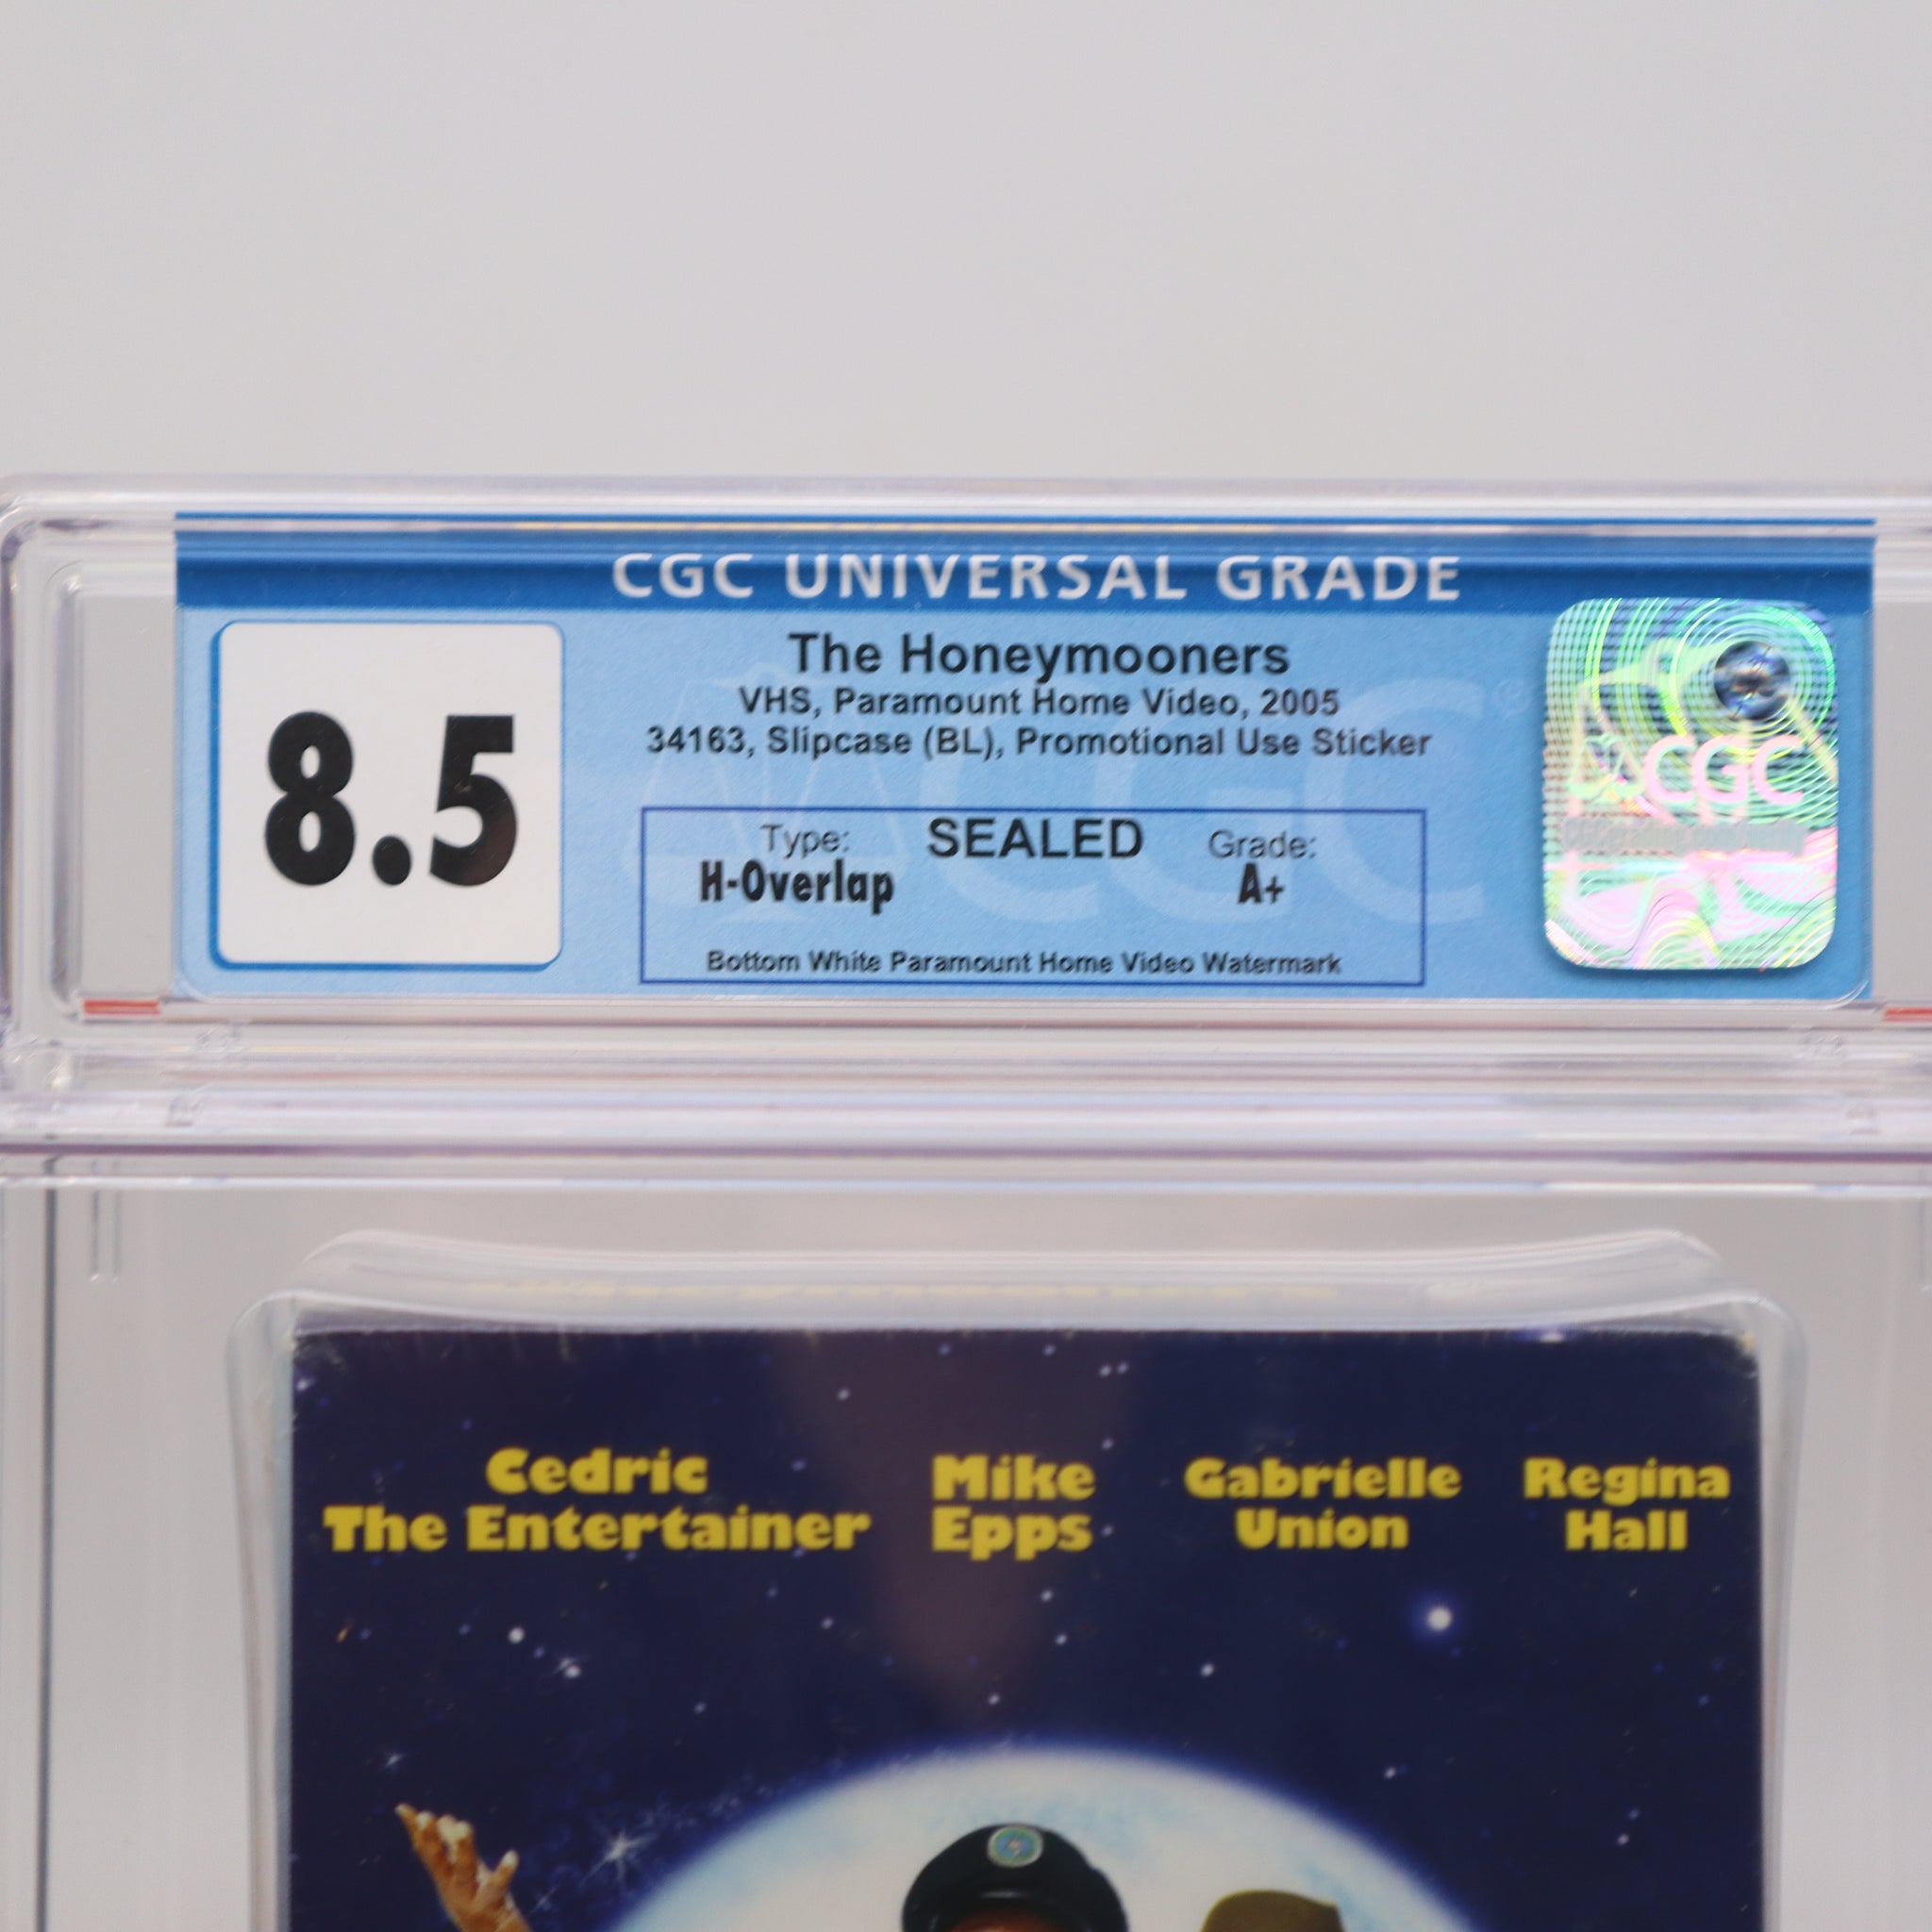 CGC UNIVERSAL GRADE
8.5
The Honeymooners
VHS, Paramount Home Video, 2005
34163, Slipcase (BL), Promotional Use Sticker
Type: SEALED Grade:
H-Overlap A+
Bottom White Paramount Home Video Watermark
CGC
Cedric The Entertainer
Mike Epps
Gabrielle Union
Regina Hall